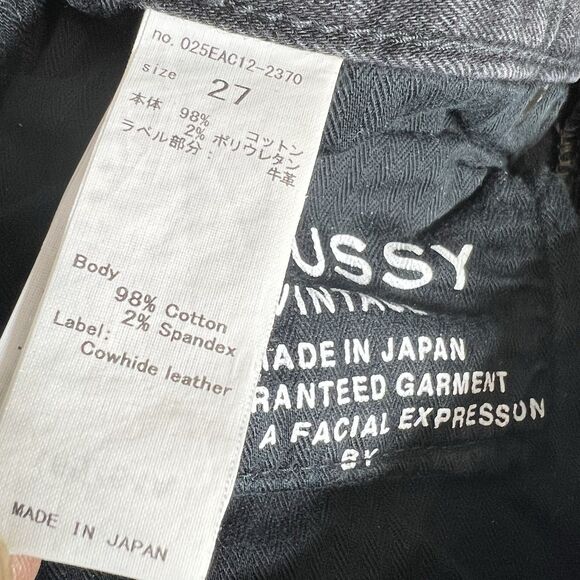 no. 025EAC12-2370
size 27
本体 98% コットン
2% ポリウレタン
ラベル部分: 牛革
Body
98% Cotton
2% Spandex
Label:
Cowhide leather
MADE IN JAPAN
USSY
VINTAG
MADE IN JAPAN
RANTEED GARMENT
A FACIAL EXPRESSON
BY